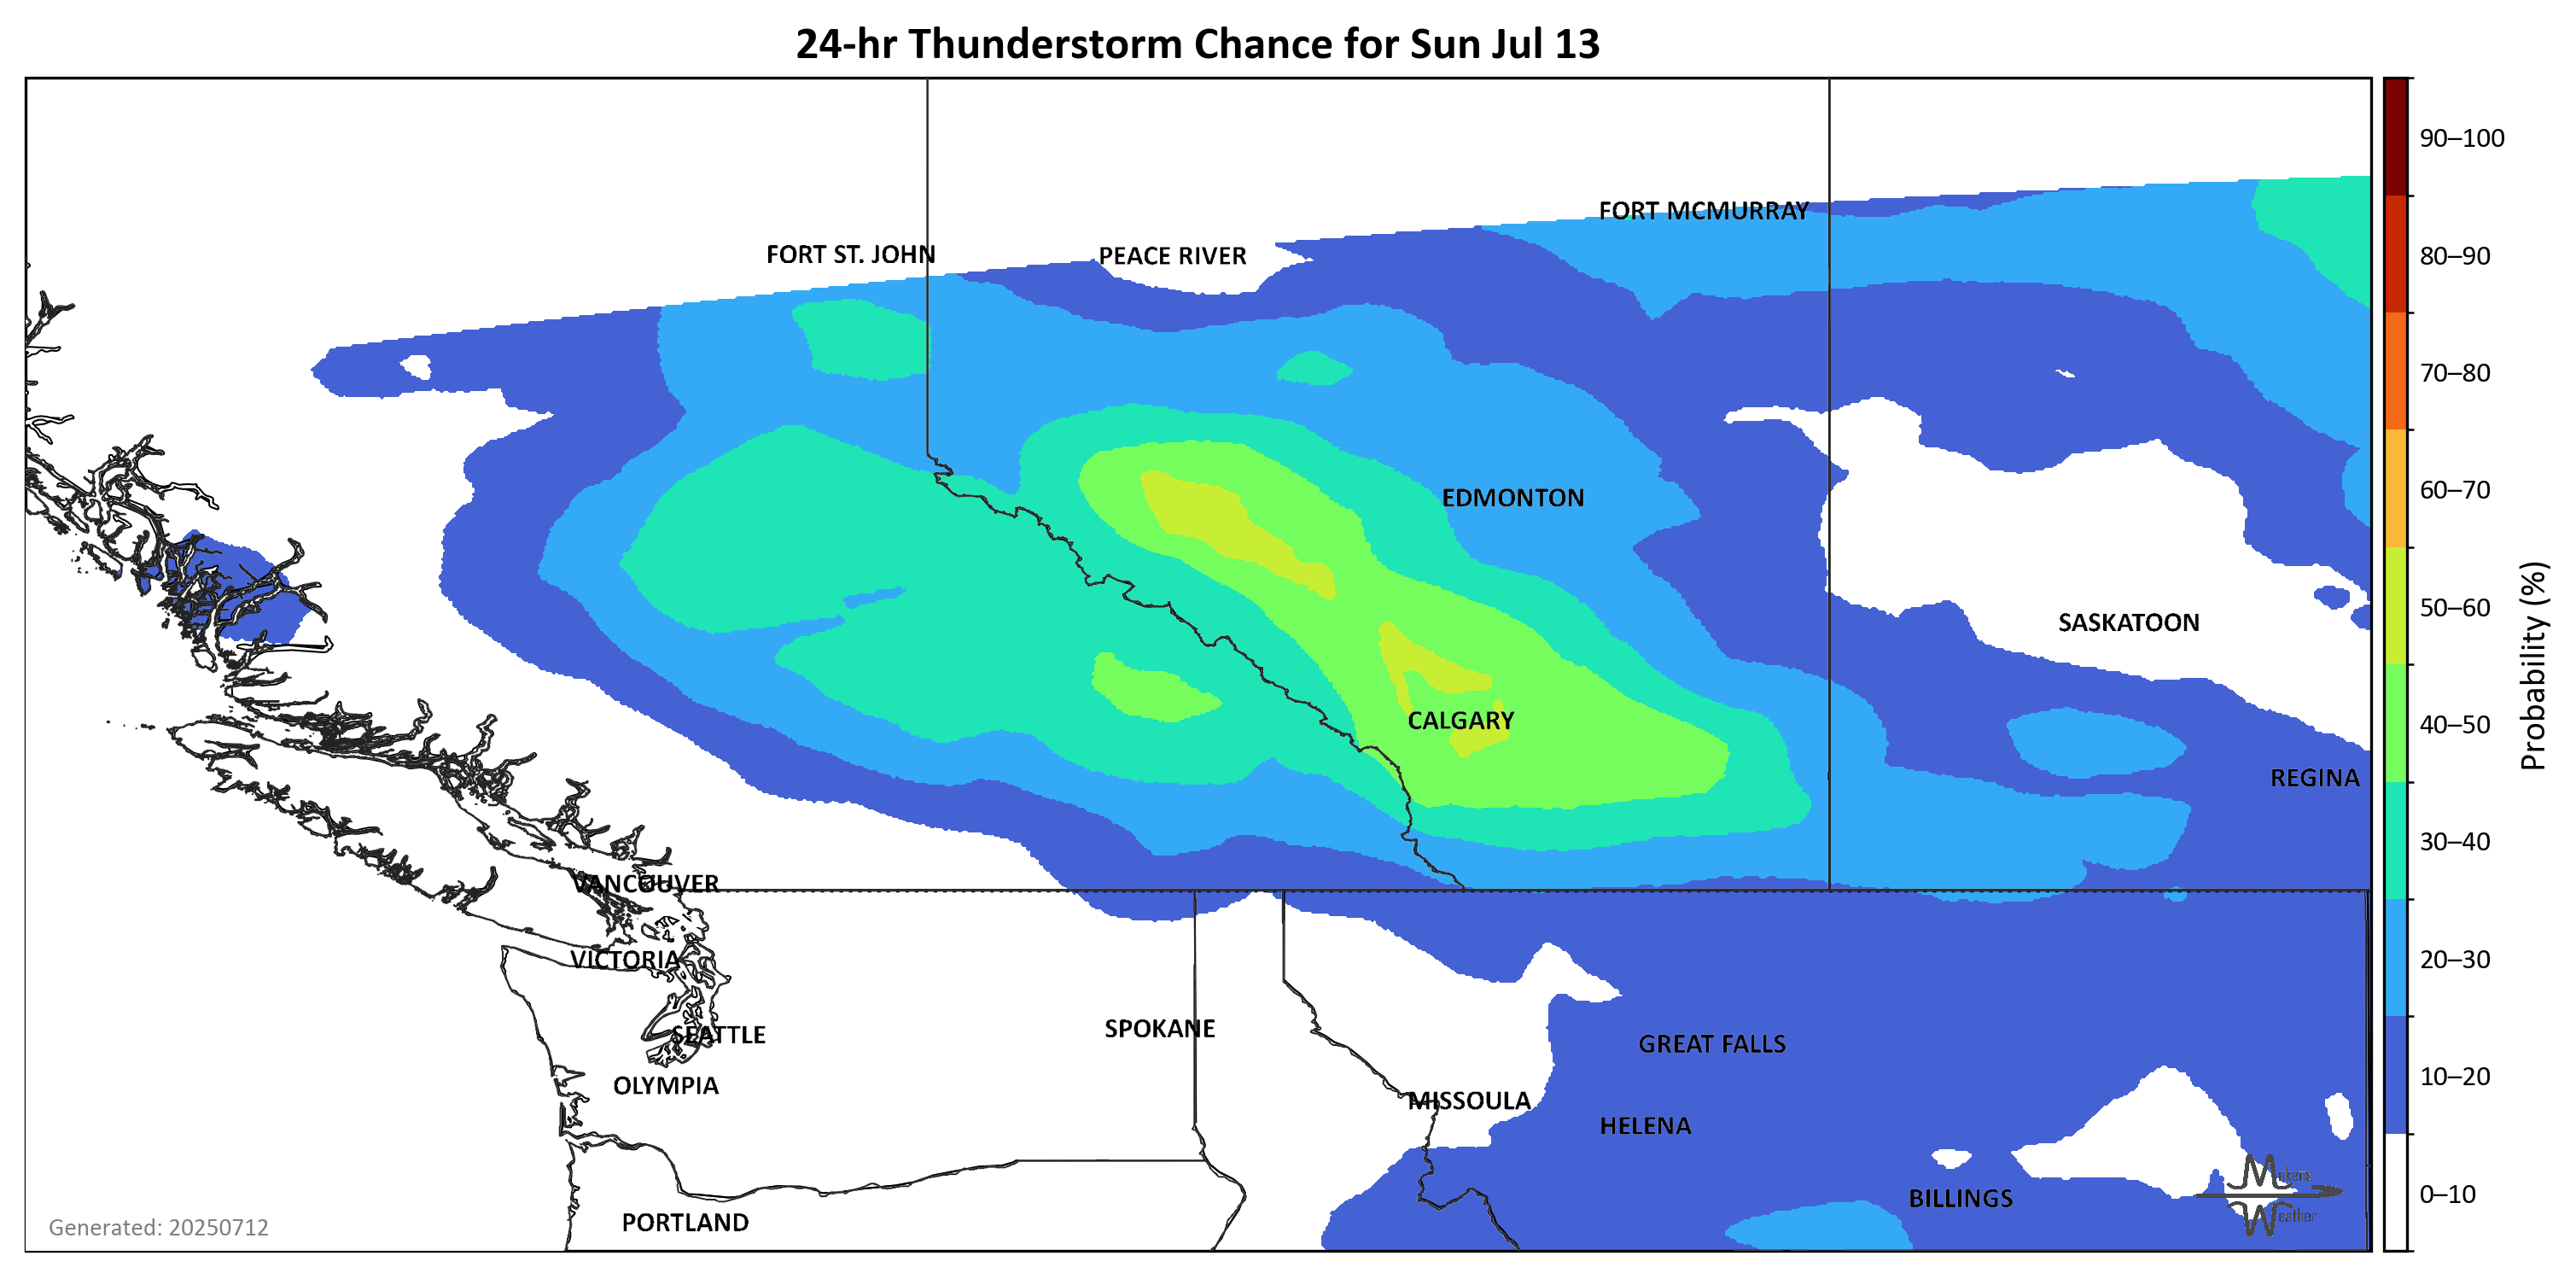 24-hr Thunderstorm Chance for Sun Jul 13
90–100
FORT MCMURRAY
FORT ST. JOHN
PEACE RIVER
80–90
70–80
EDMONTON
60–70
50–60
SASKATOON
Probability (%)
CALGARY
40–50
REGINA
30–40
VANCOUVER
VICTORIA
20–30
SPOKANE
SEATTLE
GREAT FALLS
OLYMPIA
10–20
MISSOULA
HELENA
0–10
BILLINGS
Weather
PORTLAND
Generated: 20250712